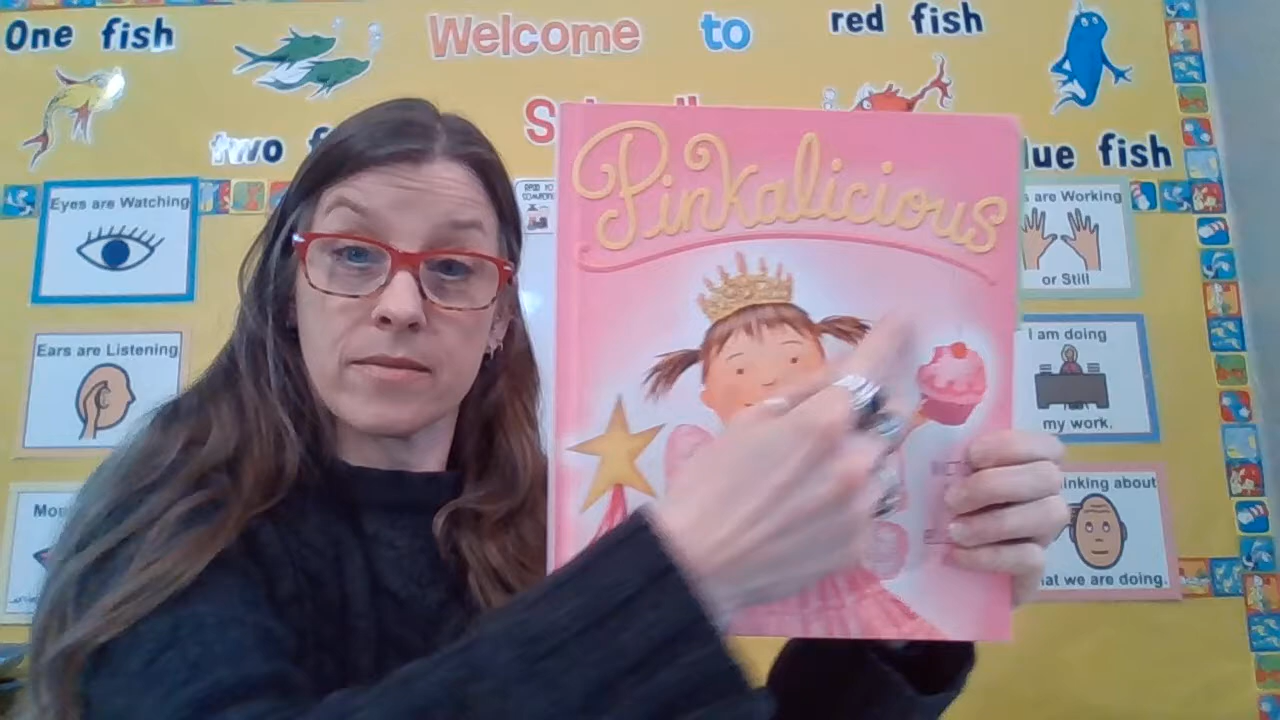 One fish
Welcome to
red fish
two
lue fish
Eyes are Watching
Ears are Listening
Pinkalicious
are Working
or Still
I am doing
my work.
inking about
at we are doing.